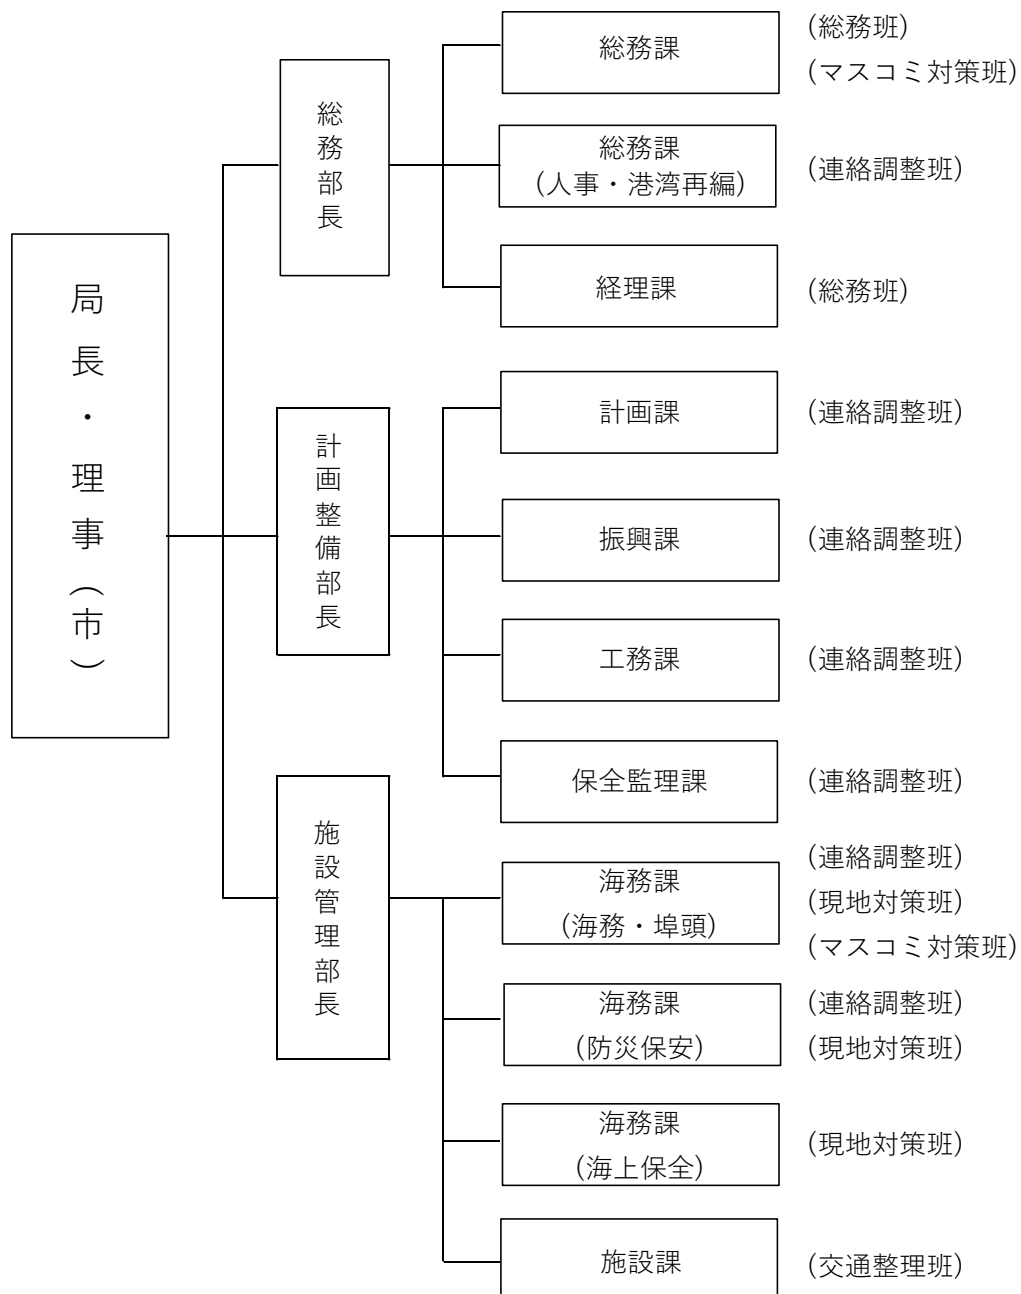 局長・理事(市)
総務部長
総務課
(総務班)
(マスコミ対策班)
総務課
(人事・港湾再編)
(連絡調整班)
経理課
(総務班)
計画整備部長
計画課
(連絡調整班)
振興課
(連絡調整班)
工務課
(連絡調整班)
保全監理課
(連絡調整班)
施設管理部長
海務課
(海務・埠頭)
(連絡調整班)
(現地対策班)
(マスコミ対策班)
海務課
(防災保安)
(連絡調整班)
(現地対策班)
海務課
(海上保全)
(現地対策班)
施設課
(交通整理班)